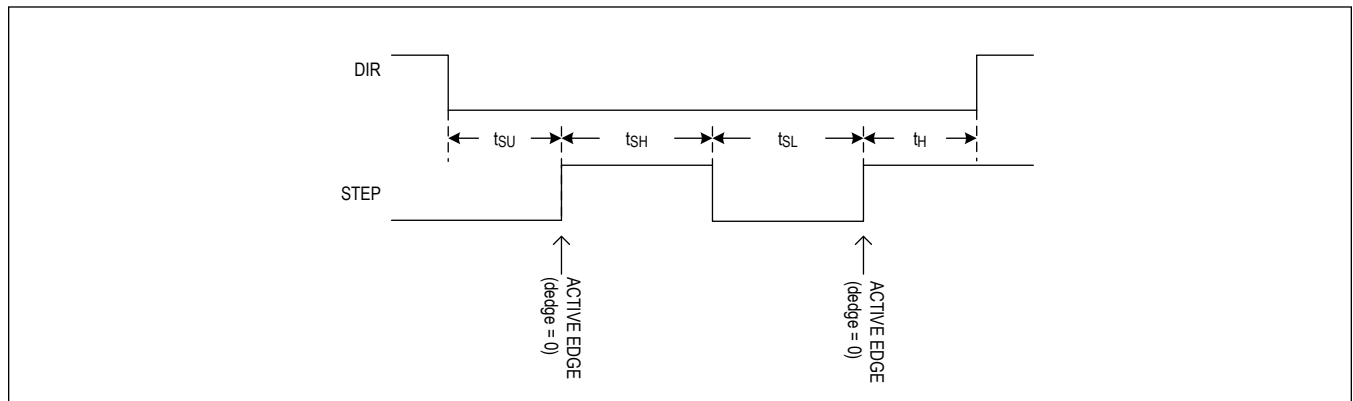 DIR
tSU
tSH
tSL
tH
STEP
ACTIVE EDGE
(dedge = 0)
ACTIVE EDGE
(dedge = 0)